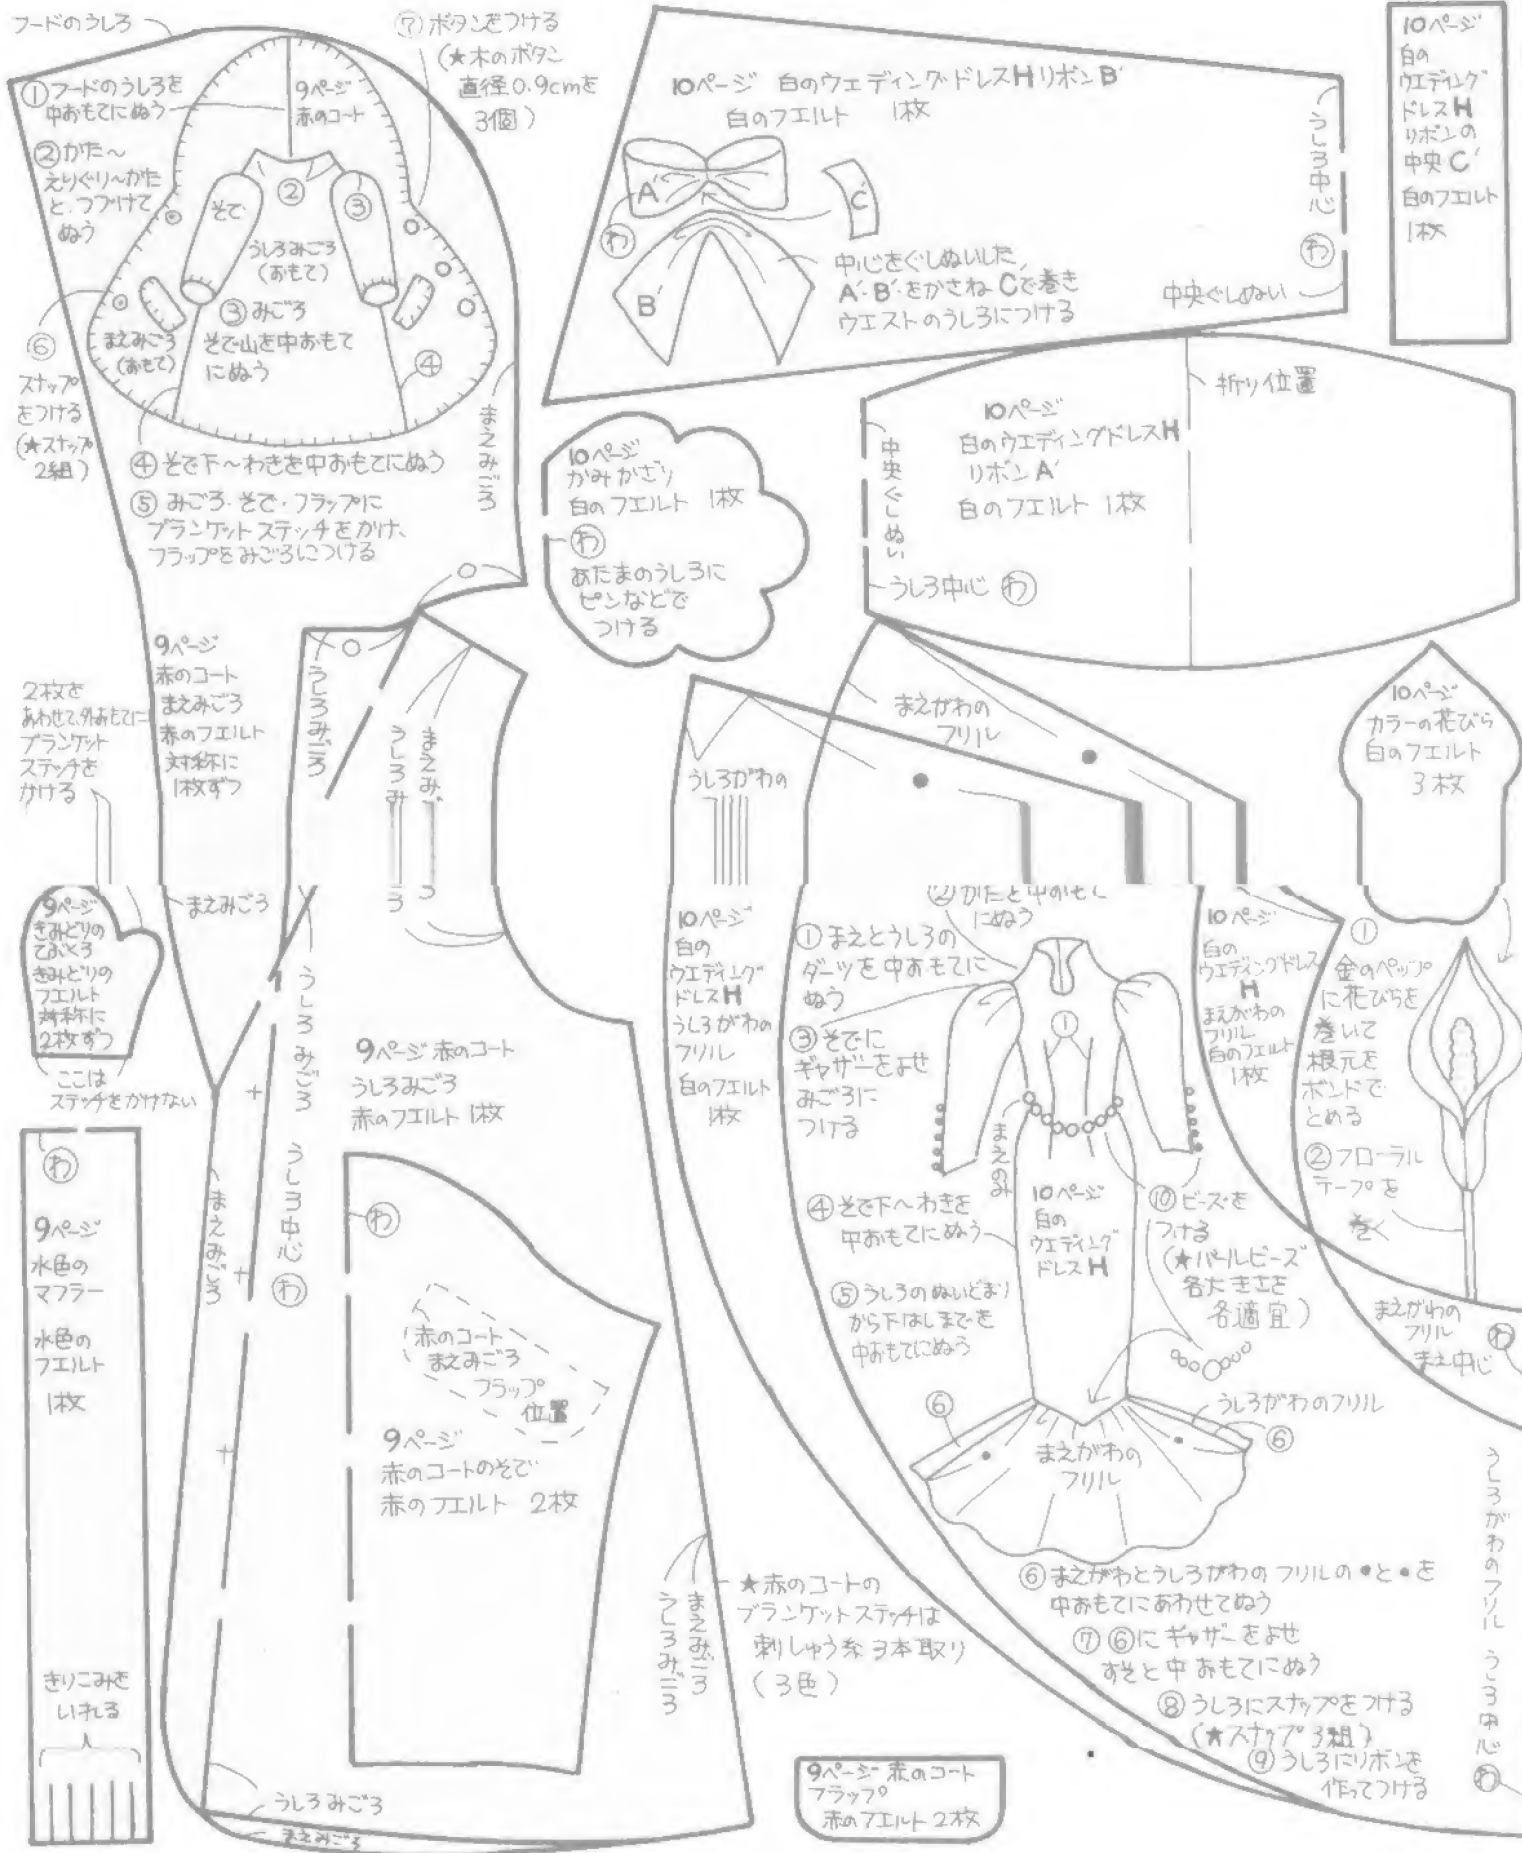 フードのうしろ
①フードのうしろを
中おもてにぬう
②かた〜
えりぐり〜かた
と、つづけて
ぬう
9ページ
赤のコート
⑦ボタンをつける
(★木のボタン
直径0.9cmを
3個)
そで
②
③
うしろみごろ
(おもて)
③みごろ
そで山を中おもて
にぬう
まえみごろ
(おもて)
④
⑥
スナップ
をつける
(★スナップ
2組)
④そで下〜わきを中おもてにぬう
⑤みごろ・そで・フラップに
ブランケットステッチをかけ、
フラップをみごろにつける
まえみごろ
10ページ 白のウエディングドレスHリボンB'
白のフエルト 1枚
A'
C'
B'
わ
中心をぐしぬいした、
A'・B'をかさねCで巻き
ウエストのうしろにつける
うしろ中心
わ
中央ぐしぬい
10ページ
白の
ウエディング
ドレスH
リボンの
中央C'
白のフエルト
1枚
折り位置
10ページ
白のウエディングドレスH
リボンA'
白のフエルト 1枚
中央ぐしぬい
うしろ中心 わ
10ページ
かみかざり
白のフエルト 1枚
わ
あたまのうしろに
ピンなどで
つける
9ページ
赤のコート
まえみごろ
赤のフエルト
対称に
1枚ずつ
2枚を
あわせて、外おもてに
ブランケット
ステッチを
かける
うしろみごろ
うしろみ
まえみ
ごろ
まえみごろ
9ページ
きみどりの
てぶくろ
きみどりの
フエルト
対称に
2枚ずつ
ここは
ステッチをかけない
まえがわの
フリル
うしろがわの
10ページ
カラーの花びら
白のフエルト
3枚
10ページ
白の
ウエディング
ドレスH
うしろがわの
フリル
白のフエルト
1枚
①まえとうしろの
ダーツを中おもてに
ぬう
②かたを中おもて
にぬう
③そでに
ギャザーをよせ
みごろに
つける
①
まえのみ
④そで下〜わきを
中おもてにぬう
⑤うしろのぬいどまり
から下はしまでを
中おもてにぬう
10ページ
白の
ウエディング
ドレスH
⑩ビーズを
つける
(★パールビーズ
各大きさを
各適宜)
10ページ
白の
ウエディングドレス
H
まえがわの
フリル
白のフエルト
1枚
①
金のペップ
に花びらを
巻いて
根元を
ボンドで
とめる
②フローラル
テープを
巻く
まえがわの
フリル
まえ中心
わ
⑥
うしろがわのフリル
⑥
まえがわの
フリル
⑥まえがわとうしろがわのフリルの●と●を
中おもてにあわせてぬう
⑦⑥にギャザーをよせ
すそと中おもてにぬう
⑧うしろにスナップをつける
(★スナップ3組)
⑨うしろにリボンを
作ってつける
うしろがわのフリル うしろ中心 わ
わ
9ページ
水色の
マフラー
水色の
フエルト
1枚
きりこみを
いれる
まえみごろ
うしろみごろ うしろ中心 わ
9ページ 赤のコート
うしろみごろ
赤のフエルト 1枚
わ
赤のコート
まえみごろ
フラップ
位置
9ページ
赤のコートのそで
赤のフエルト 2枚
まえみごろ
うしろみごろ
★赤のコートの
ブランケットステッチは
刺しゅう糸3本取り
(3色)
うしろみごろ
まえみごろ
9ページ 赤のコート
フラップ
赤のフエルト 2枚